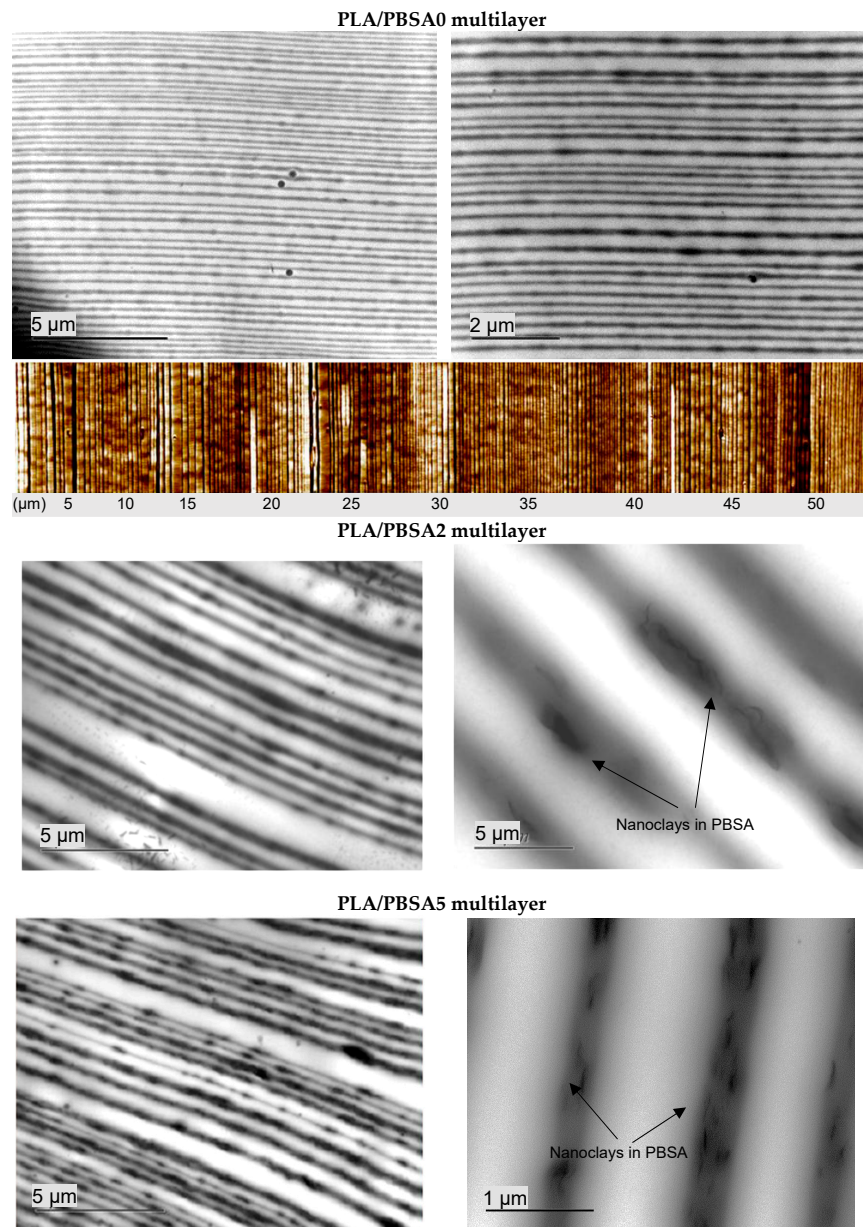 PLA/PBSA0 multilayer
5 µm
2 µm
(µm) 5 10 15 20 25 30 35 40 45 50
PLA/PBSA2 multilayer
Nanoclays in PBSA
5 µm
5 µm
PLA/PBSA5 multilayer
Nanoclays in PBSA
5 µm
1 µm